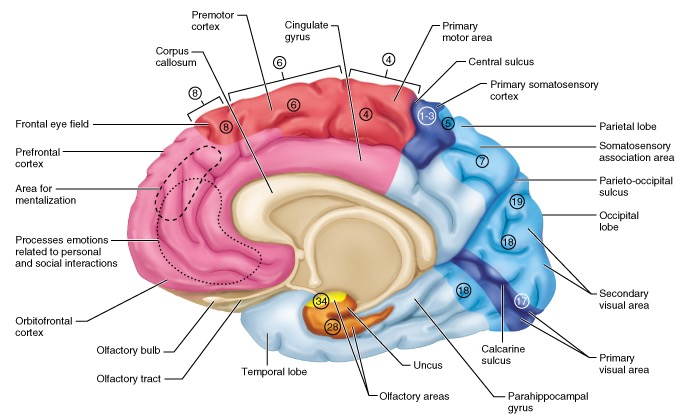 Premotor
cortex
Cingulate
gyrus
Primary
motor area
Corpus
callosum
4
Central sulcus
6
8
Primary somatosensory
cortex
Frontal eye field
8
6
4
1-3
5
Parietal lobe
Prefrontal
cortex
7
Somatosensory
association area
Area for
mentalization
Parieto-occipital
sulcus
19
Occipital
lobe
Processes emotions
related to personal
and social interactions
18
Orbitofrontal
cortex
34
18
17
Secondary
visual area
28
Olfactory bulb
Calcarine
sulcus
Primary
visual area
Olfactory tract
Temporal lobe
Uncus
Olfactory areas
Parahippocampal
gyrus